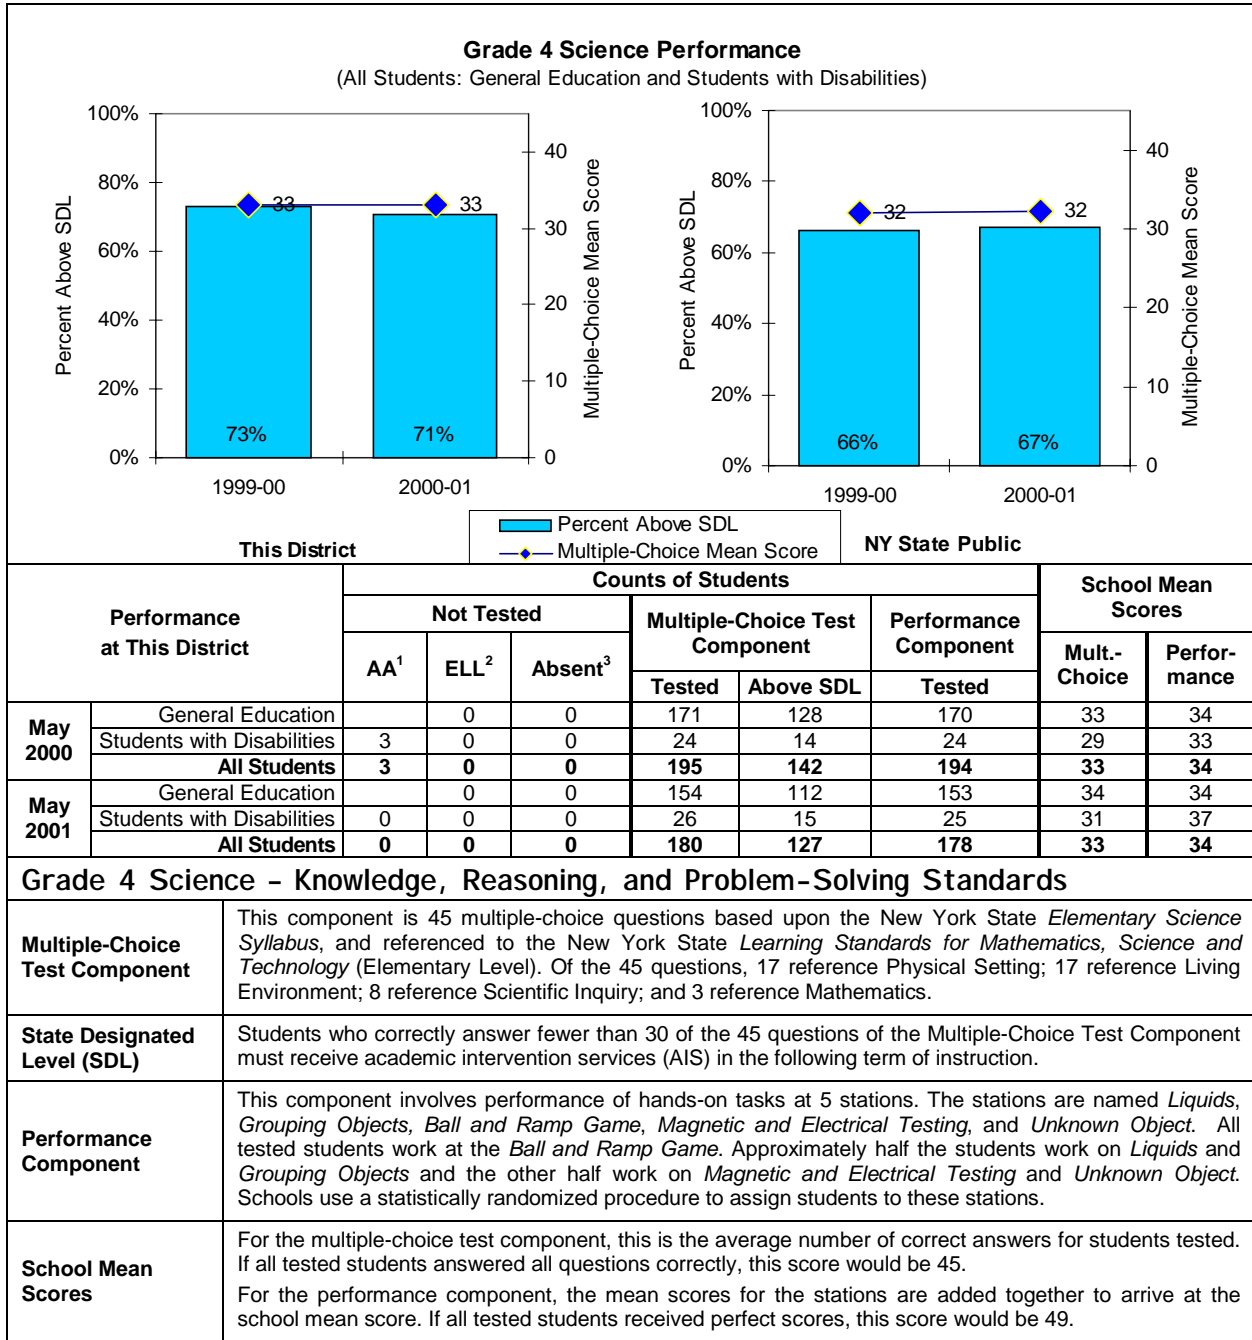 Grade 4 Science Performance
(All Students: General Education and Students with Disabilities)
100%
80%
60%
40%
20%
0%
Percent Above SDL
33
33
73%
71%
1999-00
2000-01
40
30
20
10
0
Multiple-Choice Mean Score
This District
100%
80%
60%
40%
20%
0%
Percent Above SDL
32
32
66%
67%
1999-00
2000-01
40
30
20
10
0
Multiple-Choice Mean Score
NY State Public
Percent Above SDL
Multiple-Choice Mean Score
Performance
at This District
Counts of Students
School Mean
Scores
Not Tested
Multiple-Choice Test
Component
Performance
Component
Mult.-
Choice
Perfor-
mance
AA1 ELL2 Absent3
Tested Above SDL Tested
May
2000
General Education 0 0 171 128 170 33 34
Students with Disabilities 3 0 0 24 14 24 29 33
All Students 3 0 0 195 142 194 33 34
May
2001
General Education 0 0 154 112 153 34 34
Students with Disabilities 0 0 0 26 15 25 31 37
All Students 0 0 0 180 127 178 33 34
Grade 4 Science – Knowledge, Reasoning, and Problem-Solving Standards
Multiple-Choice
Test Component
This component is 45 multiple-choice questions based upon the New York State Elementary Science
Syllabus, and referenced to the New York State Learning Standards for Mathematics, Science and
Technology (Elementary Level). Of the 45 questions, 17 reference Physical Setting; 17 reference Living
Environment; 8 reference Scientific Inquiry; and 3 reference Mathematics.
State Designated
Level (SDL)
Students who correctly answer fewer than 30 of the 45 questions of the Multiple-Choice Test Component
must receive academic intervention services (AIS) in the following term of instruction.
Performance
Component
This component involves performance of hands-on tasks at 5 stations. The stations are named Liquids,
Grouping Objects, Ball and Ramp Game, Magnetic and Electrical Testing, and Unknown Object. All
tested students work at the Ball and Ramp Game. Approximately half the students work on Liquids and
Grouping Objects and the other half work on Magnetic and Electrical Testing and Unknown Object.
Schools use a statistically randomized procedure to assign students to these stations.
School Mean
Scores
For the multiple-choice test component, this is the average number of correct answers for students tested.
If all tested students answered all questions correctly, this score would be 45.
For the performance component, the mean scores for the stations are added together to arrive at the
school mean score. If all tested students received perfect scores, this score would be 49.